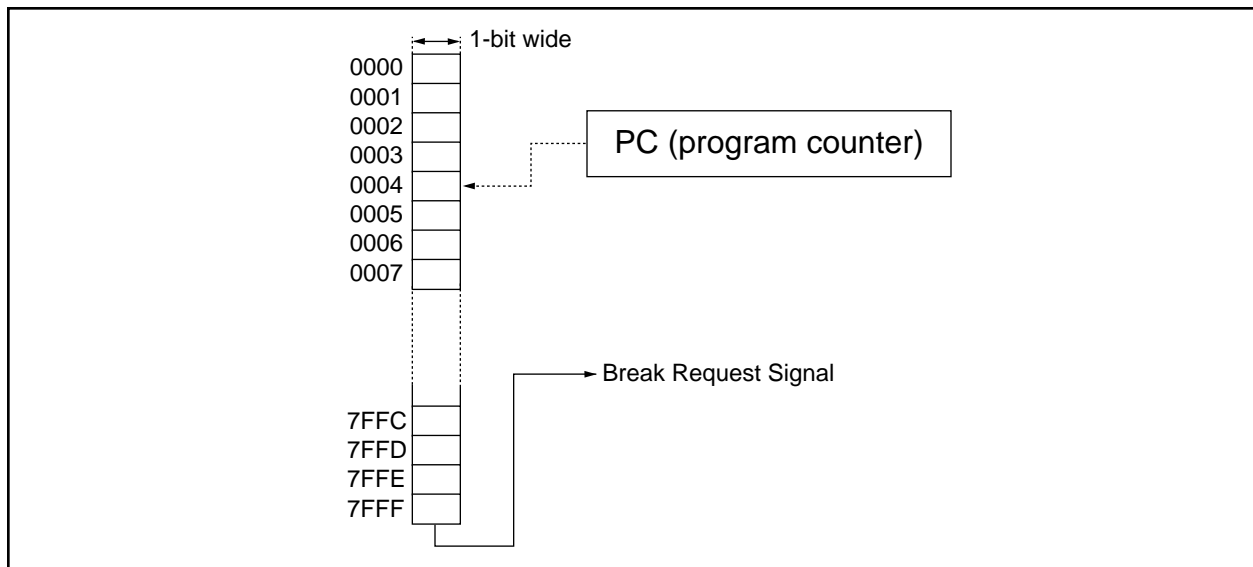 1-bit wide
0000
0001
0002
PC (program counter)
0003
0004
0005
0006
0007
Break Request Signal
7FFC
7FFD
7FFE
7FFF